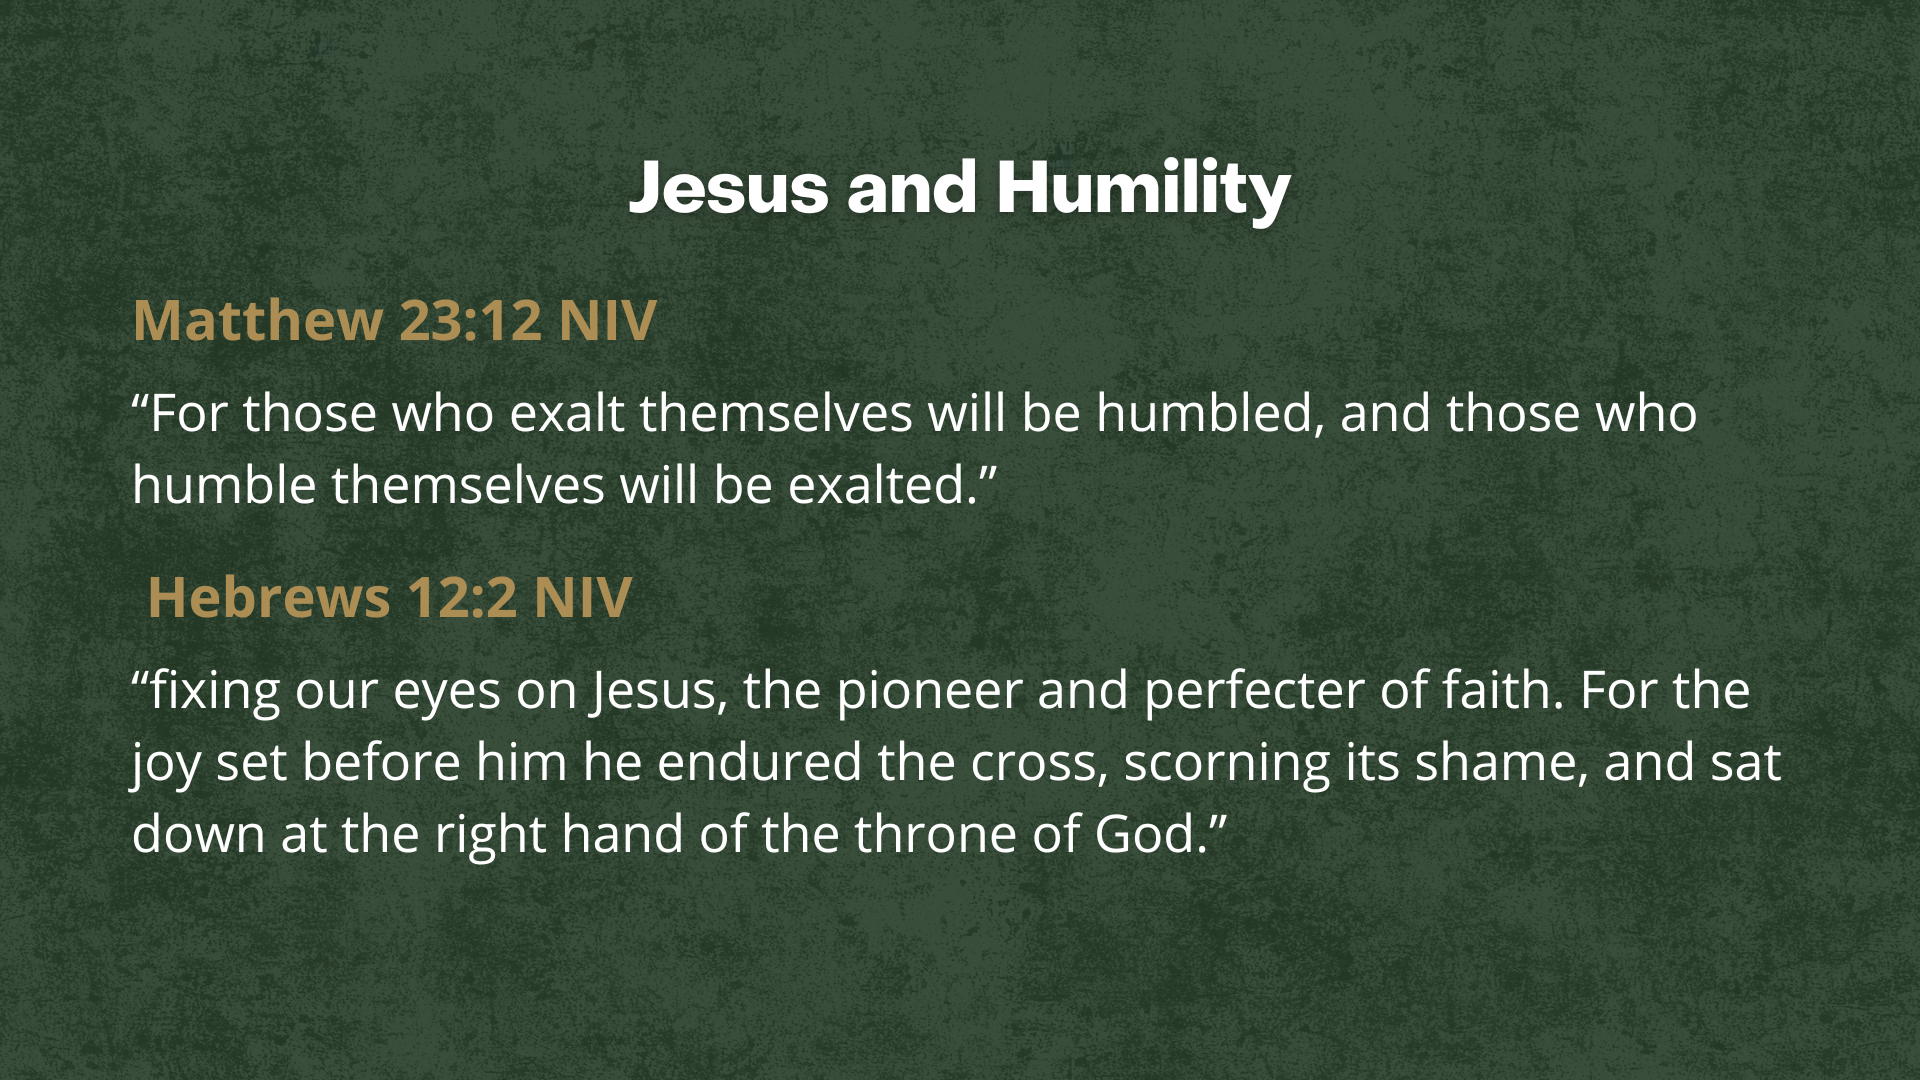 Jesus and Humility
Matthew 23:12 NIV
“For those who exalt themselves will be humbled, and those who
humble themselves will be exalted.”
Hebrews 12:2 NIV
“fixing our eyes on Jesus, the pioneer and perfecter of faith. For the
joy set before him he endured the cross, scorning its shame, and sat
down at the right hand of the throne of God.”